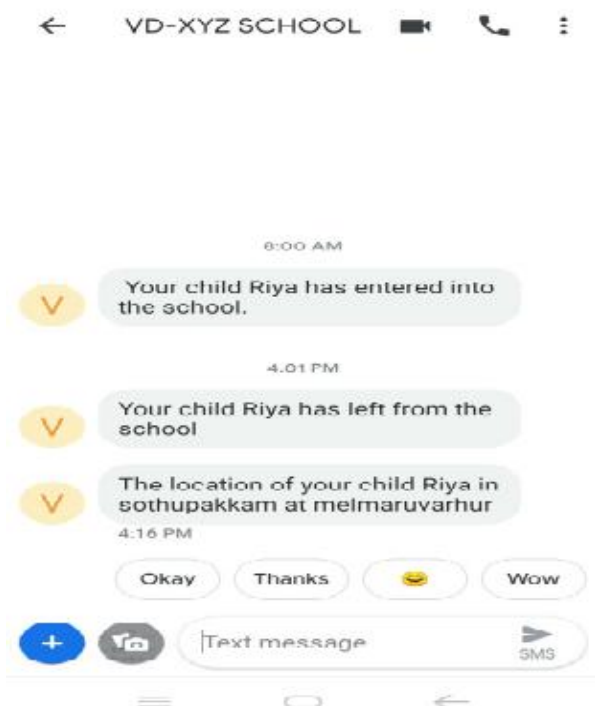 VD-XYZ SCHOOL
8:00 AM
Your child Riya has entered into
the school.
4.01 PM
Your child Riya has left from the
school
The location of your child Riya in
sothupakkam at melmaruvarhur
4:16 PM
Okay
Thanks
Wow
Text message
SMS
V
V
V